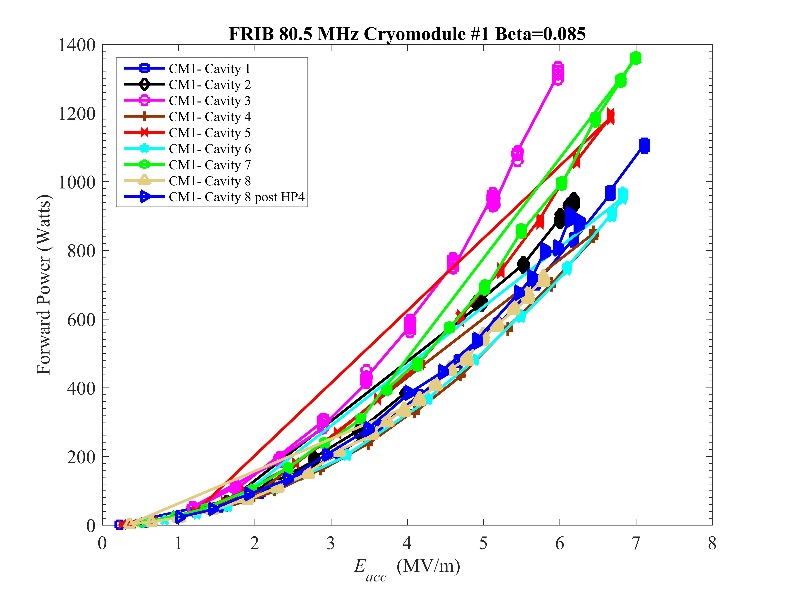 FRIB 80.5 MHz Cryomodule #1 Beta=0.085
1400
1200
1000
800
600
400
200
0
Forward Power (Watts)
CM1- Cavity 1
CM1- Cavity 2
CM1- Cavity 3
CM1- Cavity 4
CM1- Cavity 5
CM1- Cavity 6
CM1- Cavity 7
CM1- Cavity 8
CM1- Cavity 8 post HP4
0 1 2 3 4 5 6 7 8
E_acc (MV/m)